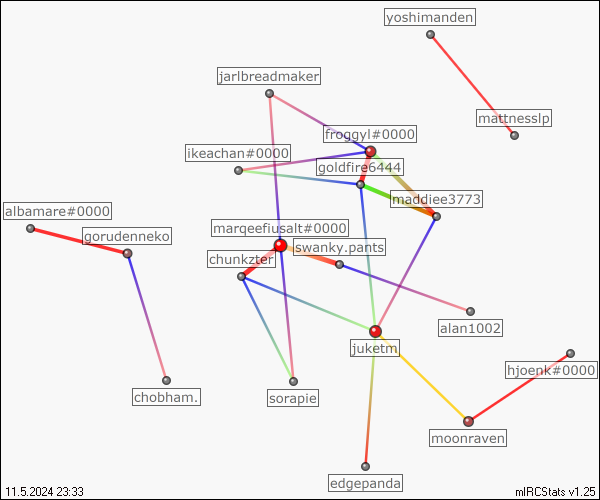 yoshimanden
jarlbreadmaker
mattnesslp
froggyl#0000
ikeachan#0000
goldfire6444
maddiee3773
albamare#0000
marqeefiusalt#0000
gorudenneko
swanky.pants
chunkzter
alan1002
juketm
hjoenk#0000
chobham.
sorapie
moonraven
edgepanda
11.5.2024 23:33
mIRCStats v1.25